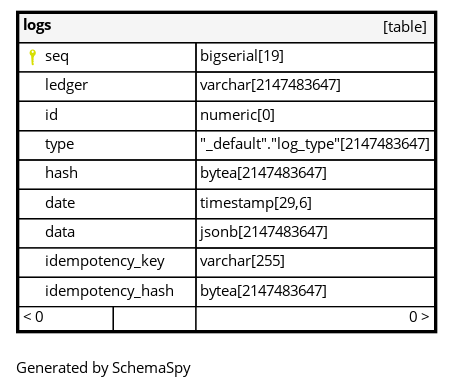 logs [table]
seq bigserial[19]
ledger varchar[2147483647]
id numeric[0]
type "_default"."log_type"[2147483647]
hash bytea[2147483647]
date timestamp[29,6]
data jsonb[2147483647]
idempotency_key varchar[255]
idempotency_hash bytea[2147483647]
< 0 0 >
Generated by SchemaSpy